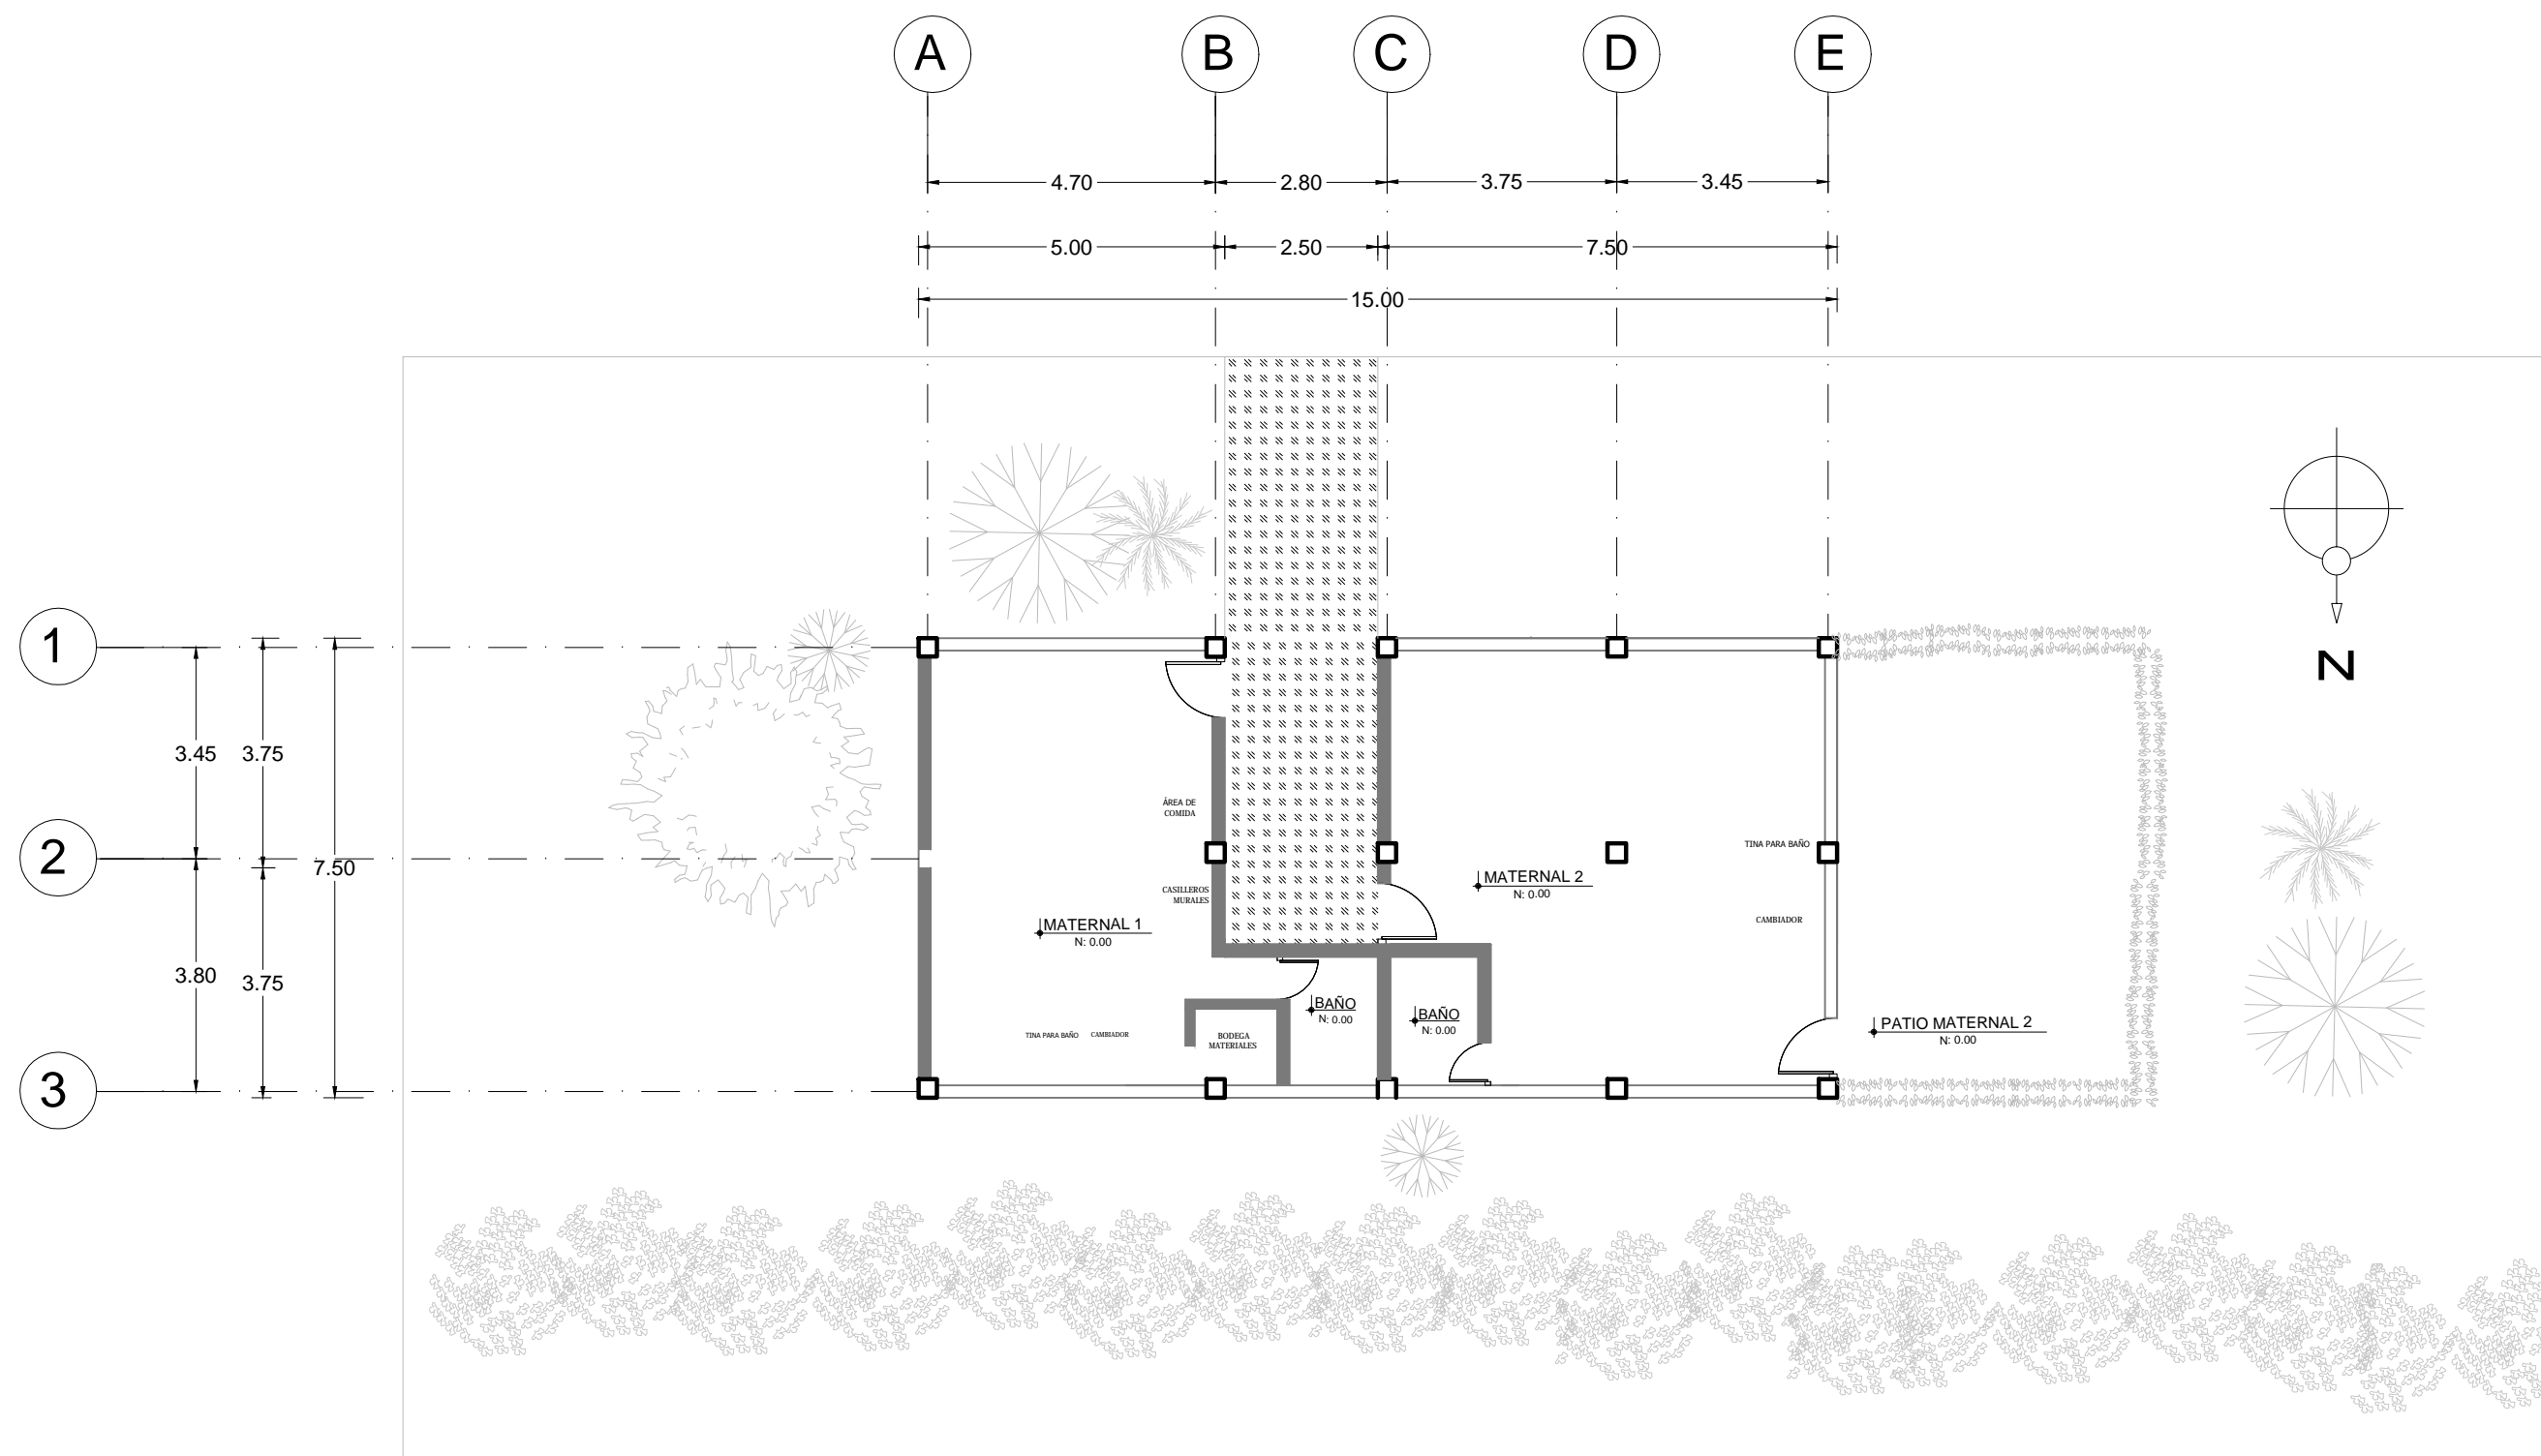 A B C D E
4.70 2.80 3.75 3.45
5.00 2.50 7.50
15.00
N
1
3.45 3.75
2
7.50
3.80 3.75
3
ÁREA DE
COMIDA
CASILLEROS
MURALES
MATERNAL 1
N: 0.00
TINA PARA BAÑO CAMBIADOR
BODEGA
MATERIALES
BAÑO
N: 0.00
BAÑO
N: 0.00
MATERNAL 2
N: 0.00
TINA PARA BAÑO
CAMBIADOR
PATIO MATERNAL 2
N: 0.00